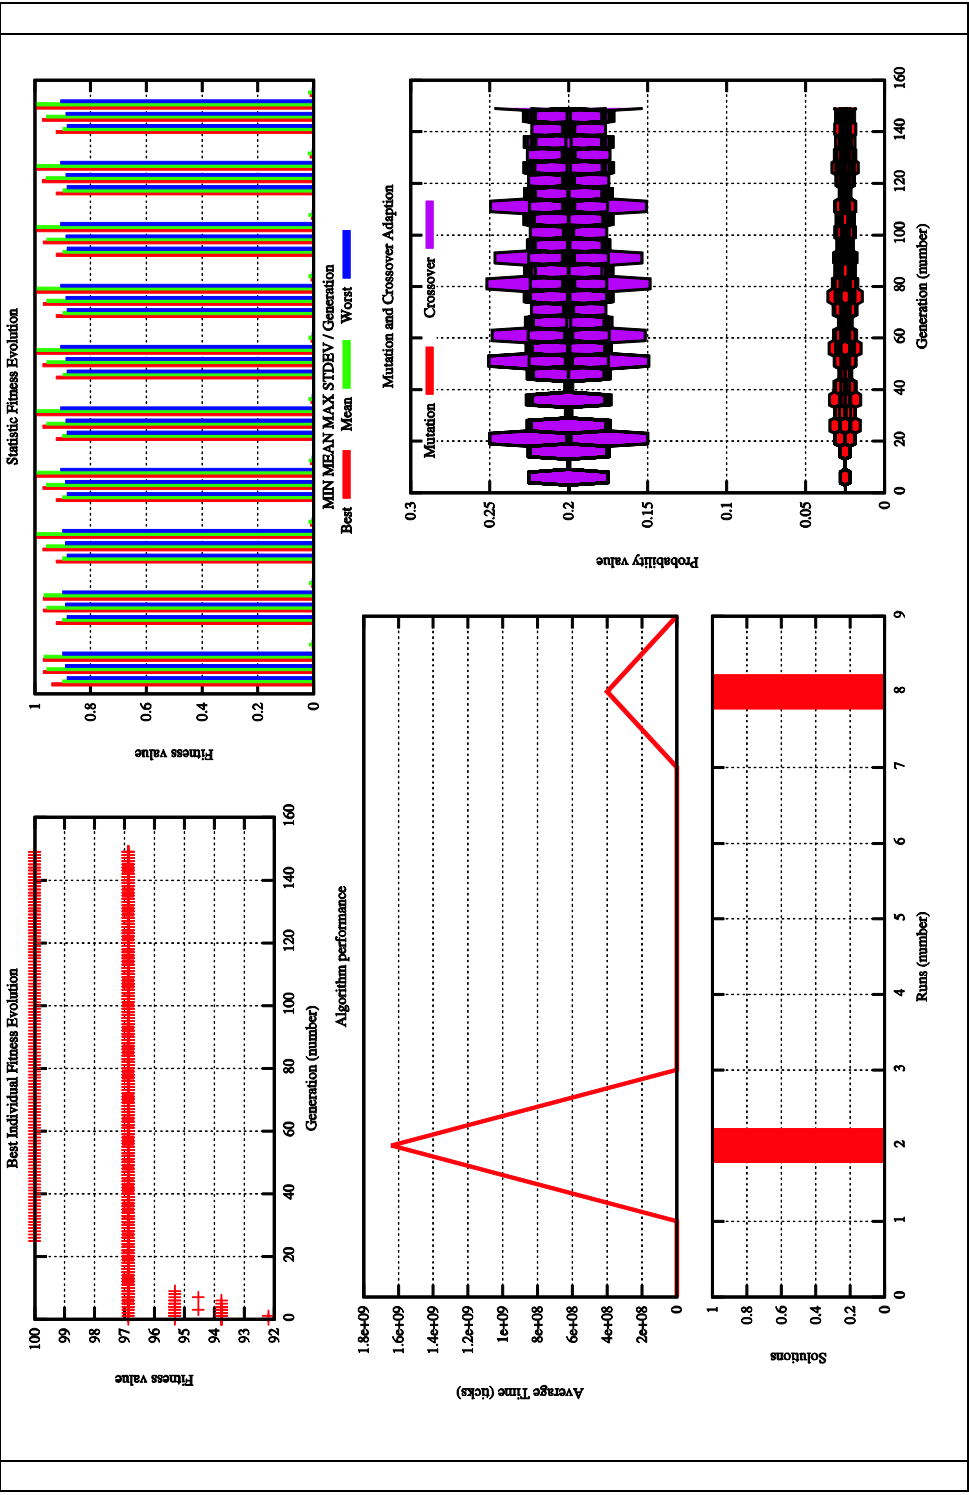 Best Individual Fitness Evolution
Fitness value
100
99
98
97
96
95
94
93
92
0
20
40
60
80
100
120
140
160
Generation (number)
Statistic Fitness Evolution
Fitness value
1
0.8
0.6
0.4
0.2
0
MIN MEAN MAX STDEV / Generation
Best
Mean
Worst
Algorithm performance
Average Time (ticks)
1.8e+09
1.6e+09
1.4e+09
1.2e+09
1e+09
8e+08
6e+08
4e+08
2e+08
0
Solutions
1
0.8
0.6
0.4
0.2
0
0
1
2
3
4
5
6
7
8
9
Runs (number)
Mutation and Crossover Adaption
Mutation
Crossover
Probability value
0.3
0.25
0.2
0.15
0.1
0.05
0
0
20
40
60
80
100
120
140
160
Generation (number)